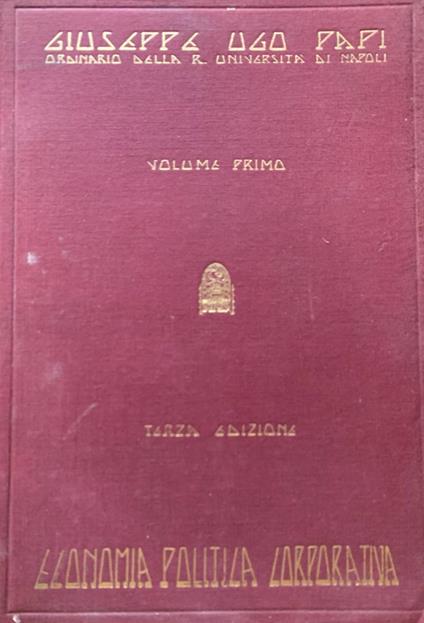 GIUSEPPE UGO PAPI
ORDINARIO DELLA R. UNIVERSITÀ DI NAPOLI
VOLUME PRIMO
TERZA EDIZIONE
ECONOMIA POLITICA CORPORATIVA